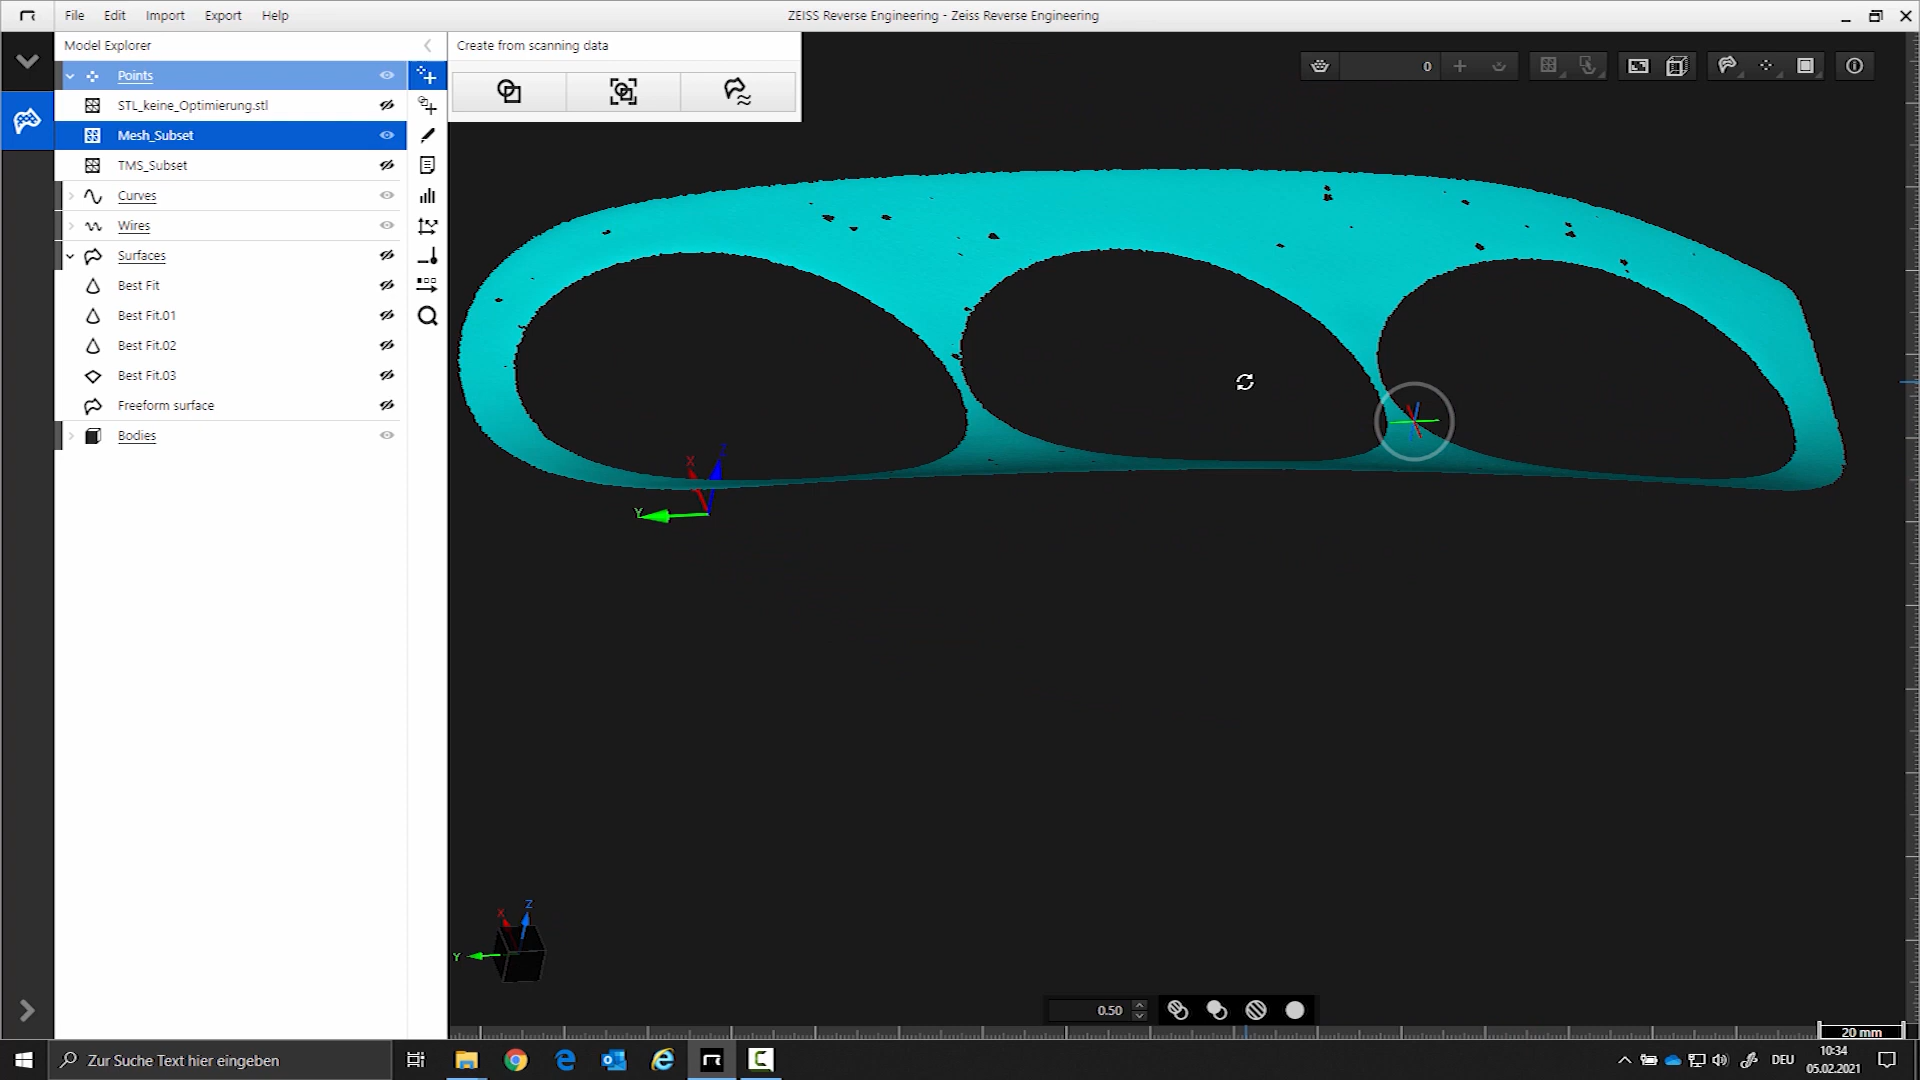 File Edit Import Export Help
ZEISS Reverse Engineering - Zeiss Reverse Engineering
Model Explorer
Create from scanning data
Points
STL_keine_Optimierung.stl
Mesh_Subset
TMS_Subset
Curves
Wires
Surfaces
Best Fit
Best Fit.01
Best Fit.02
Best Fit.03
Freeform surface
Bodies
0
X
Z
Y
X
Z
Y
0.50
20 mm
Zur Suche Text hier eingeben
DEU
10:34
05.02.2021